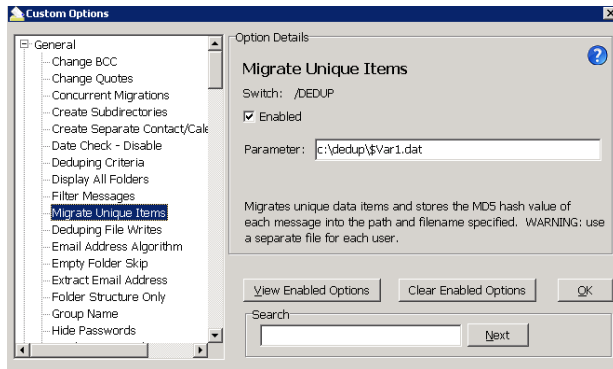 Custom Options
General
Change BCC
Change Quotes
Concurrent Migrations
Create Subdirectories
Create Separate Contact/Cale
Date Check - Disable
Deduping Criteria
Display All Folders
Filter Messages
Migrate Unique Items
Deduping File Writes
Email Address Algorithm
Empty Folder Skip
Extract Email Address
Folder Structure Only
Group Name
Hide Passwords
Option Details
Migrate Unique Items
Switch: /DEDUP
Enabled
Parameter: c:\dedup\$Var1.dat
Migrates unique data items and stores the MD5 hash value of
each message into the path and filename specified. WARNING: use
a separate file for each user.
View Enabled Options
Clear Enabled Options
OK
Search
Next